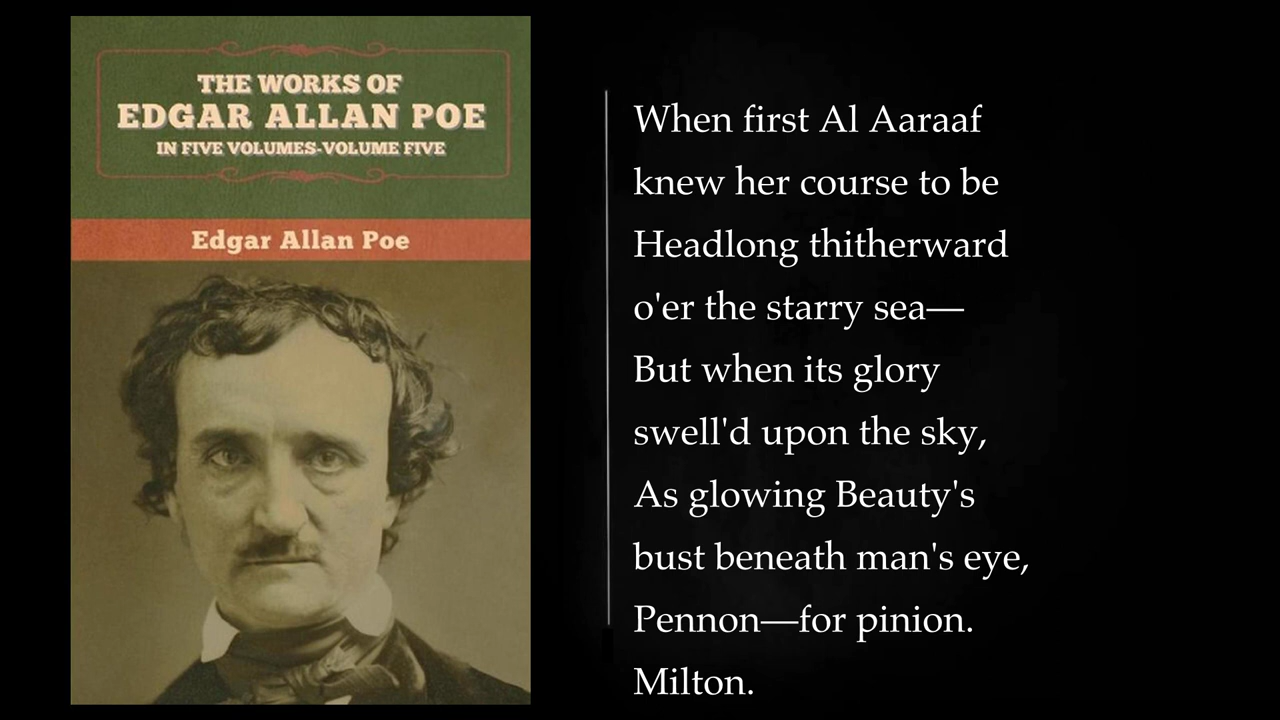 THE WORKS OF
EDGAR ALLAN POE
IN FIVE VOLUMES-VOLUME FIVE
Edgar Allan Poe
When first Al Aaraaf
knew her course to be
Headlong thitherward
o'er the starry sea—
But when its glory
swell'd upon the sky,
As glowing Beauty's
bust beneath man's eye,
Pennon—for pinion.
Milton.